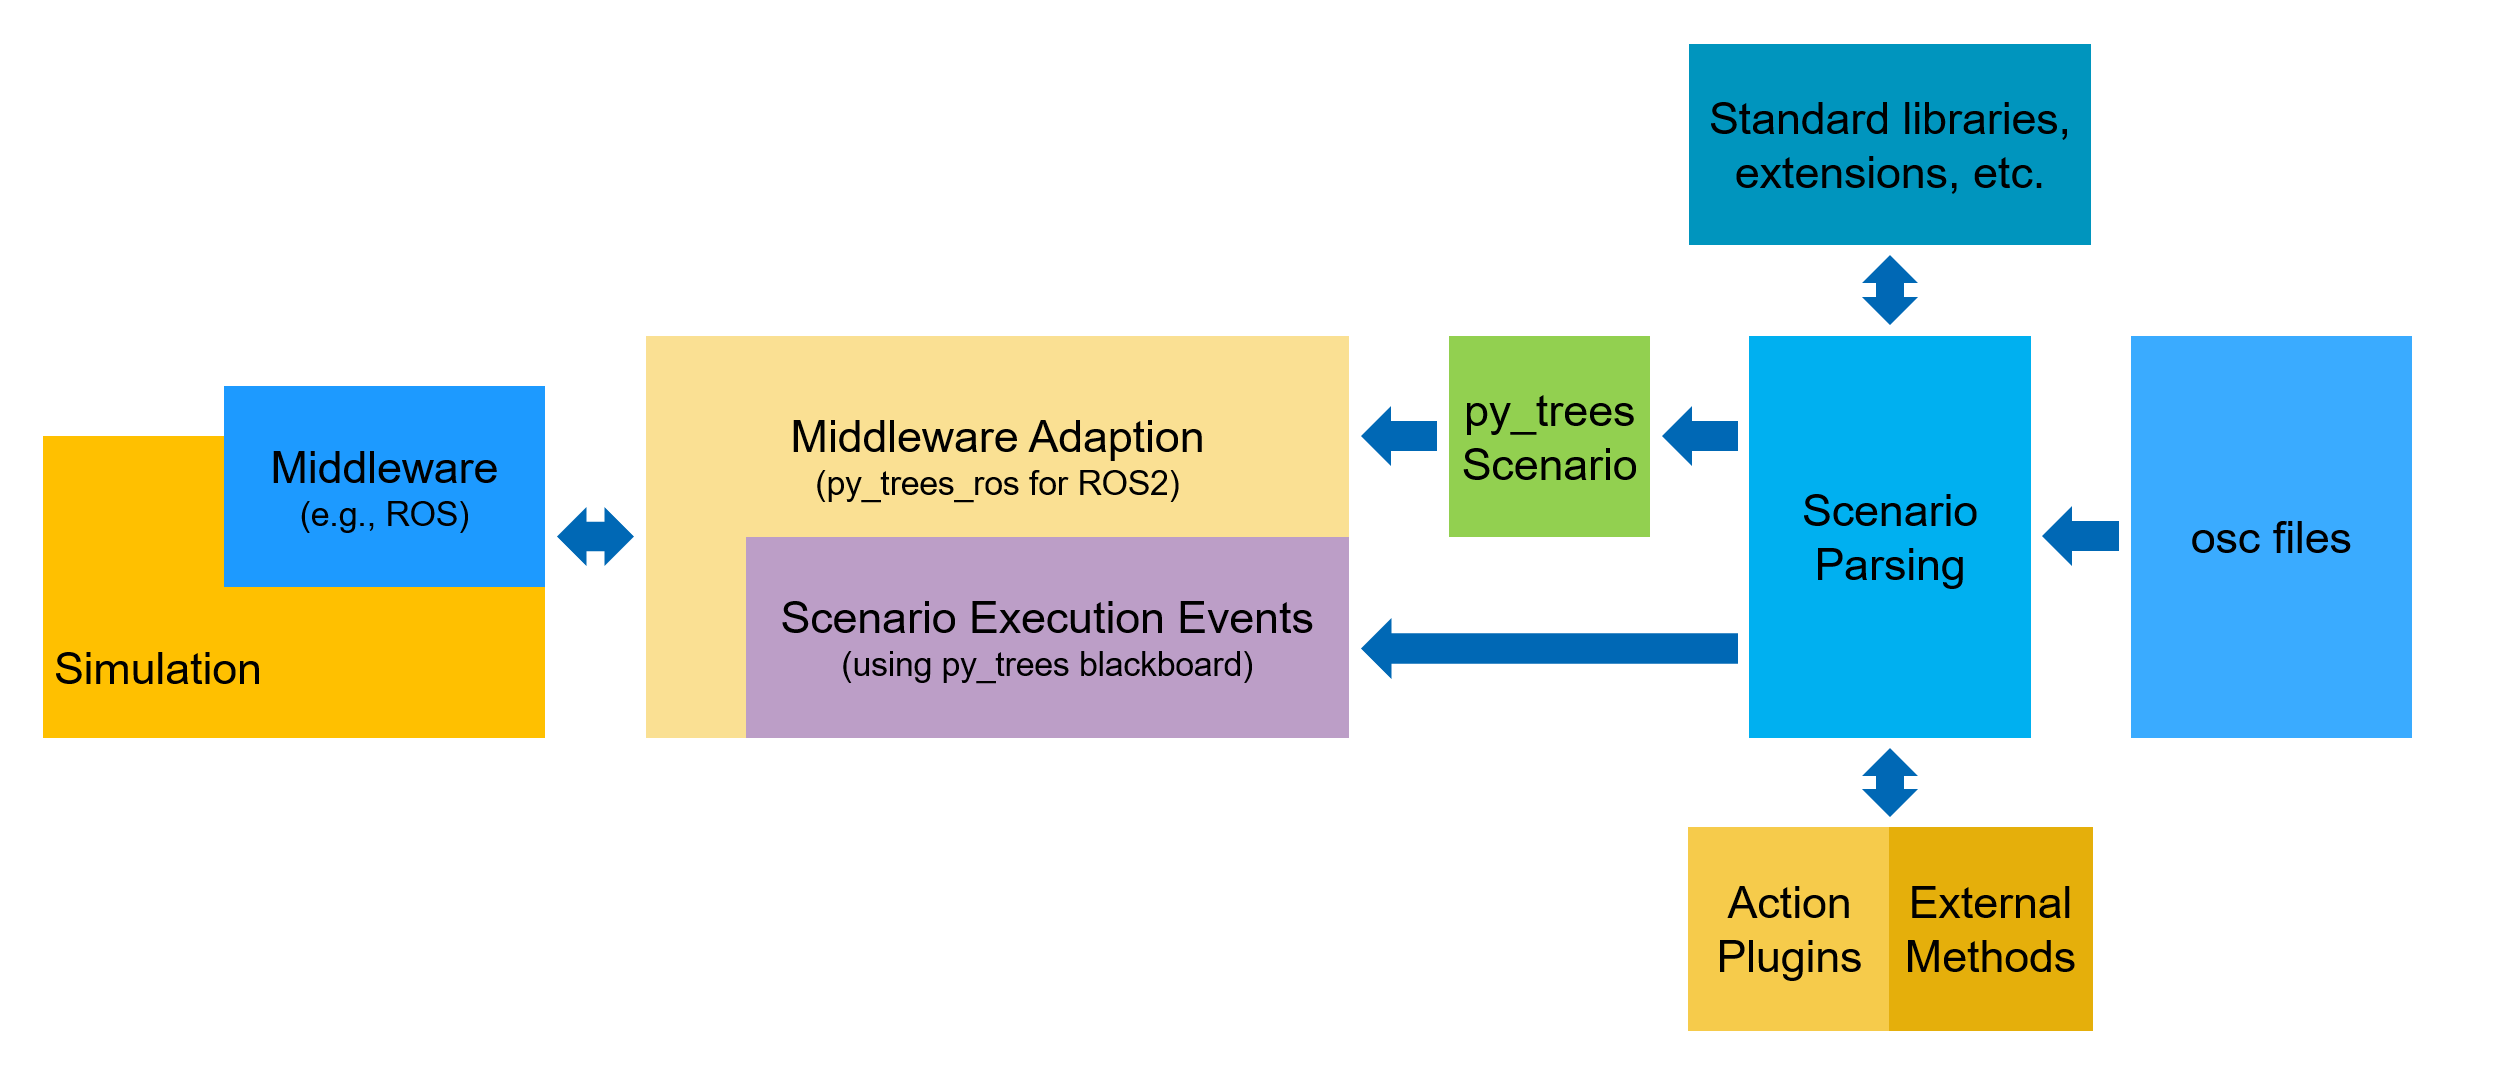 Standard libraries,
extensions, etc.
Middleware
(e.g., ROS)
Simulation
Middleware Adaption
(py_trees_ros for ROS2)
Scenario Execution Events
(using py_trees blackboard)
py_trees
Scenario
Scenario
Parsing
osc files
Action
Plugins
External
Methods